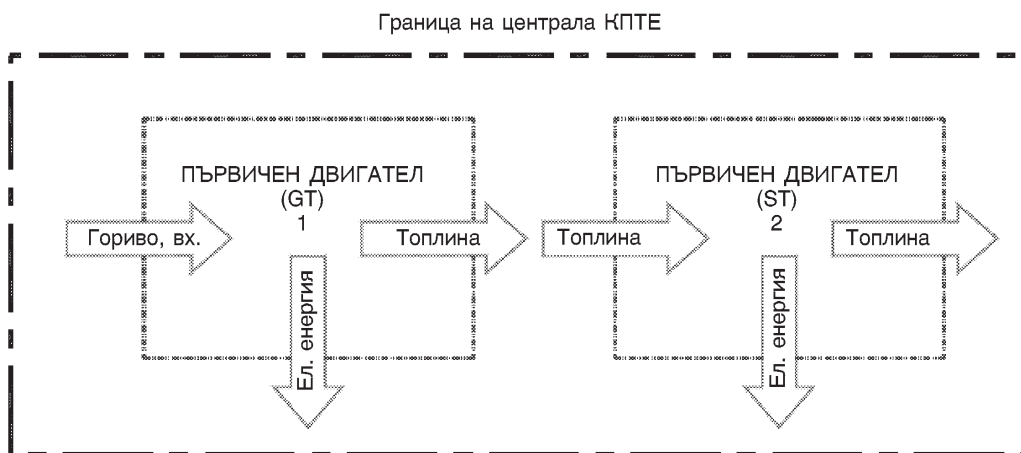 Граница на централа КПТЕ
ПЪРВИЧЕН ДВИГАТЕЛ
(GT)
1
Гориво, вх.
Топлина
Ел. енергия
ПЪРВИЧЕН ДВИГАТЕЛ
(ST)
2
Топлина
Топлина
Ел. енергия